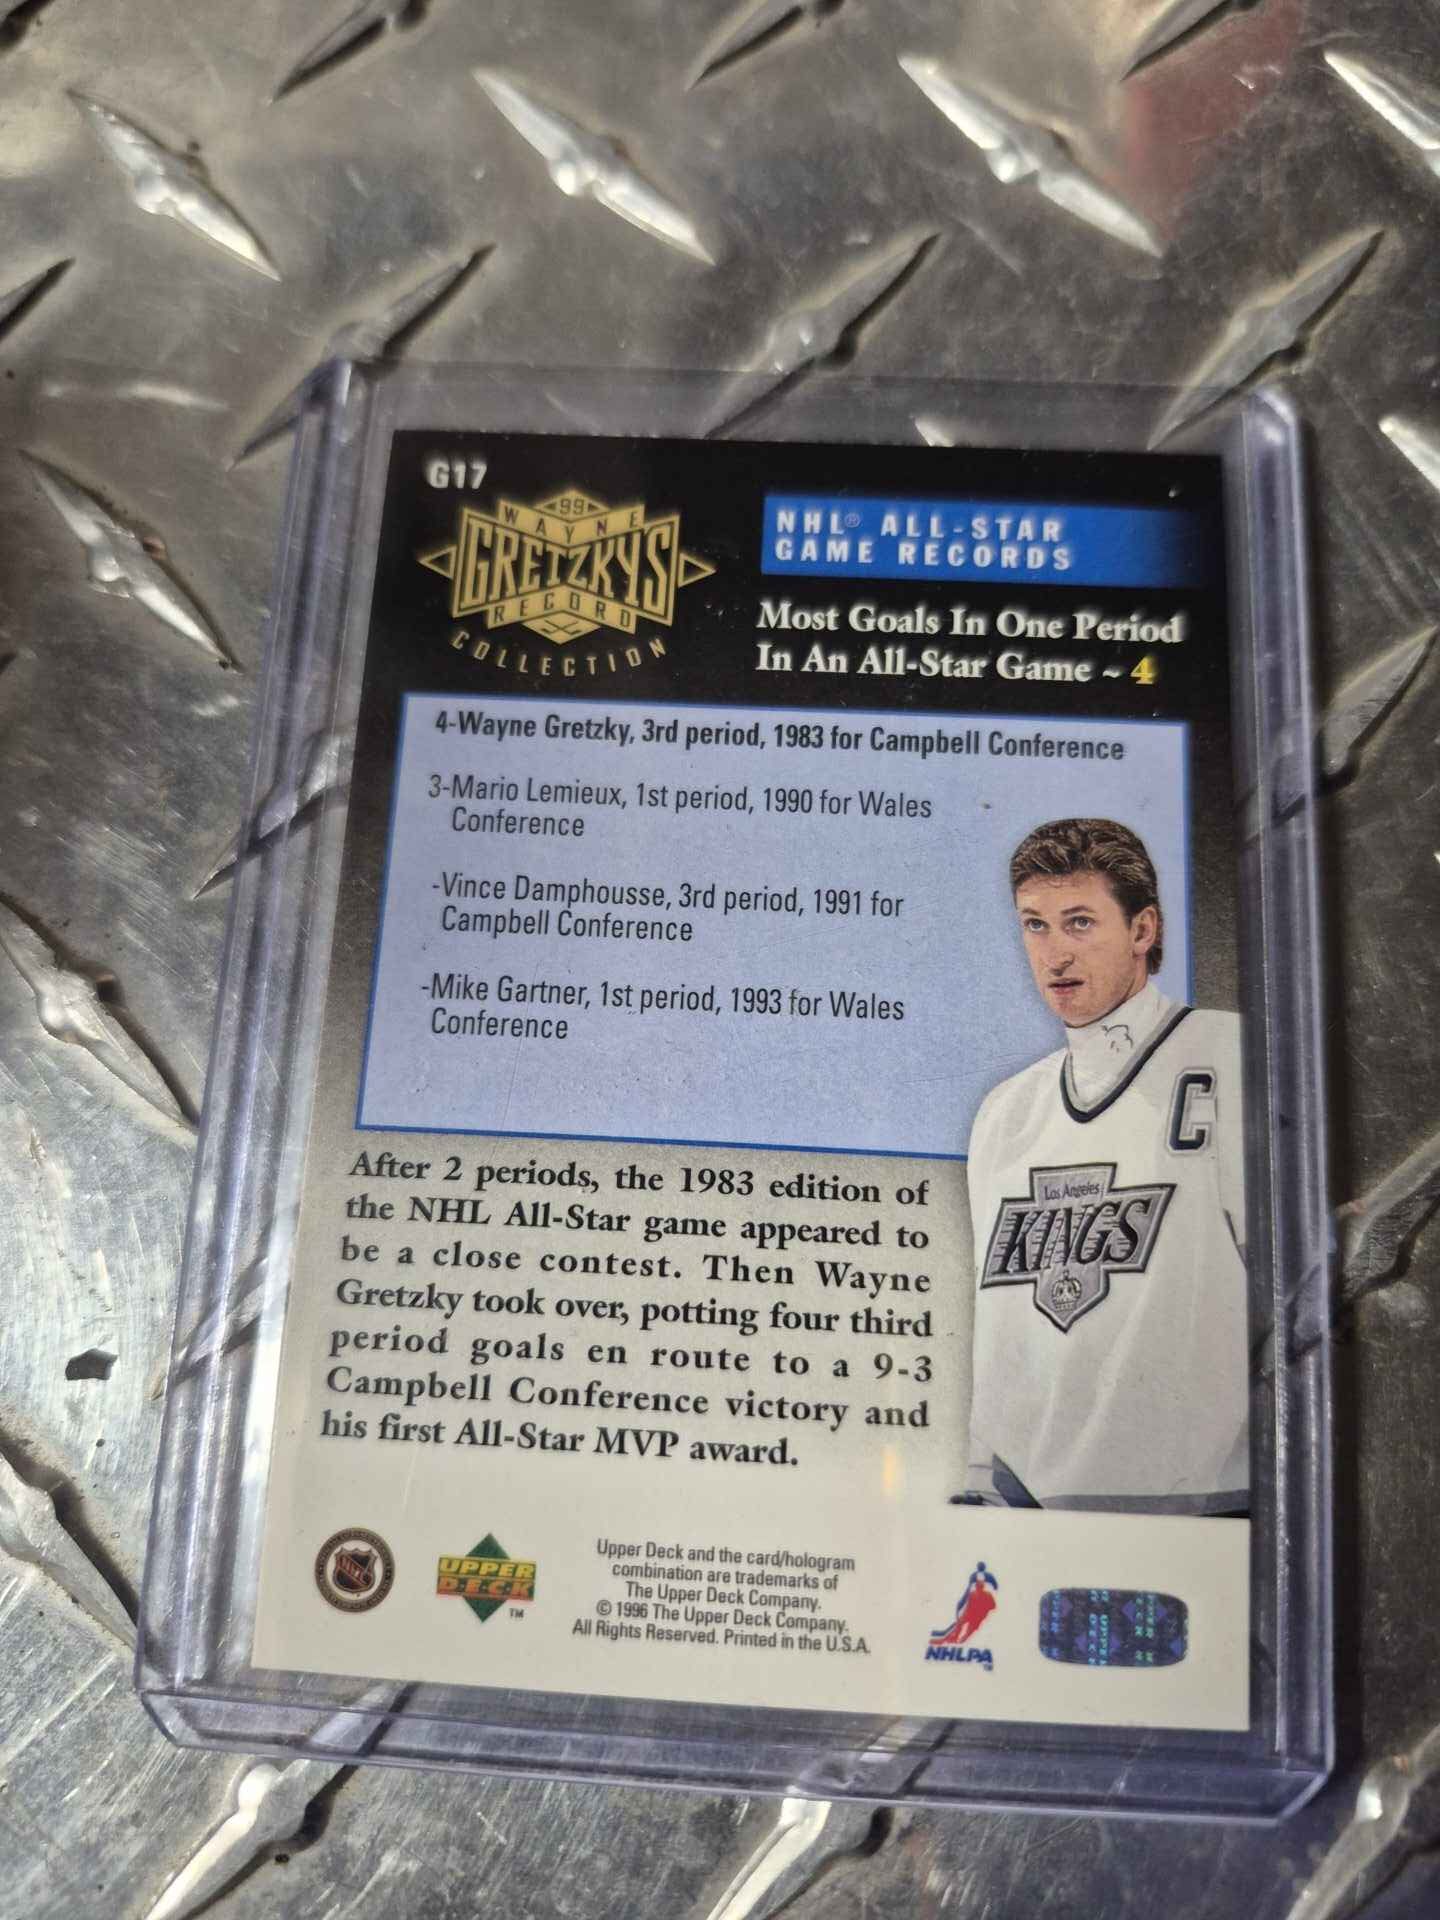 G17
99
WAYNE
GRETZKYS
RECORD
COLLECTION
NHL® ALL-STAR
GAME RECORDS
Most Goals In One Period
In An All-Star Game ~ 4
4-Wayne Gretzky, 3rd period, 1983 for Campbell Conference
3-Mario Lemieux, 1st period, 1990 for Wales
Conference
-Vince Damphousse, 3rd period, 1991 for
Campbell Conference
-Mike Gartner, 1st period, 1993 for Wales
Conference
C
Los Angeles
KINGS
After 2 periods, the 1983 edition of
the NHL All-Star game appeared to
be a close contest. Then Wayne
Gretzky took over, potting four third
period goals en route to a 9-3
Campbell Conference victory and
his first All-Star MVP award.
NHL
UPPER
DECK
TM
Upper Deck and the card/hologram
combination are trademarks of
The Upper Deck Company.
© 1996 The Upper Deck Company.
All Rights Reserved. Printed in the U.S.A.
NHLPA